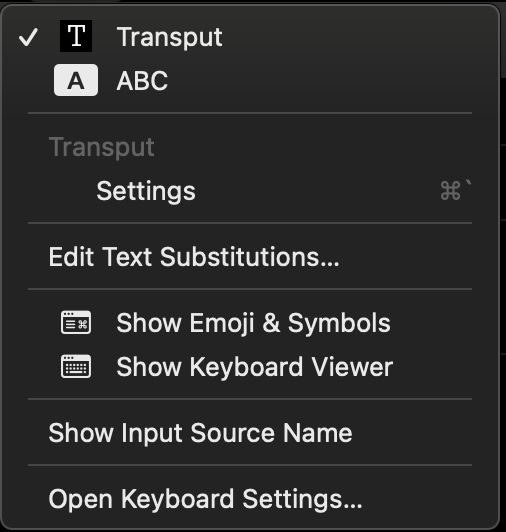 ✓ T Transput
A ABC
Transput
Settings ⌘`
Edit Text Substitutions...
Show Emoji & Symbols
Show Keyboard Viewer
Show Input Source Name
Open Keyboard Settings...